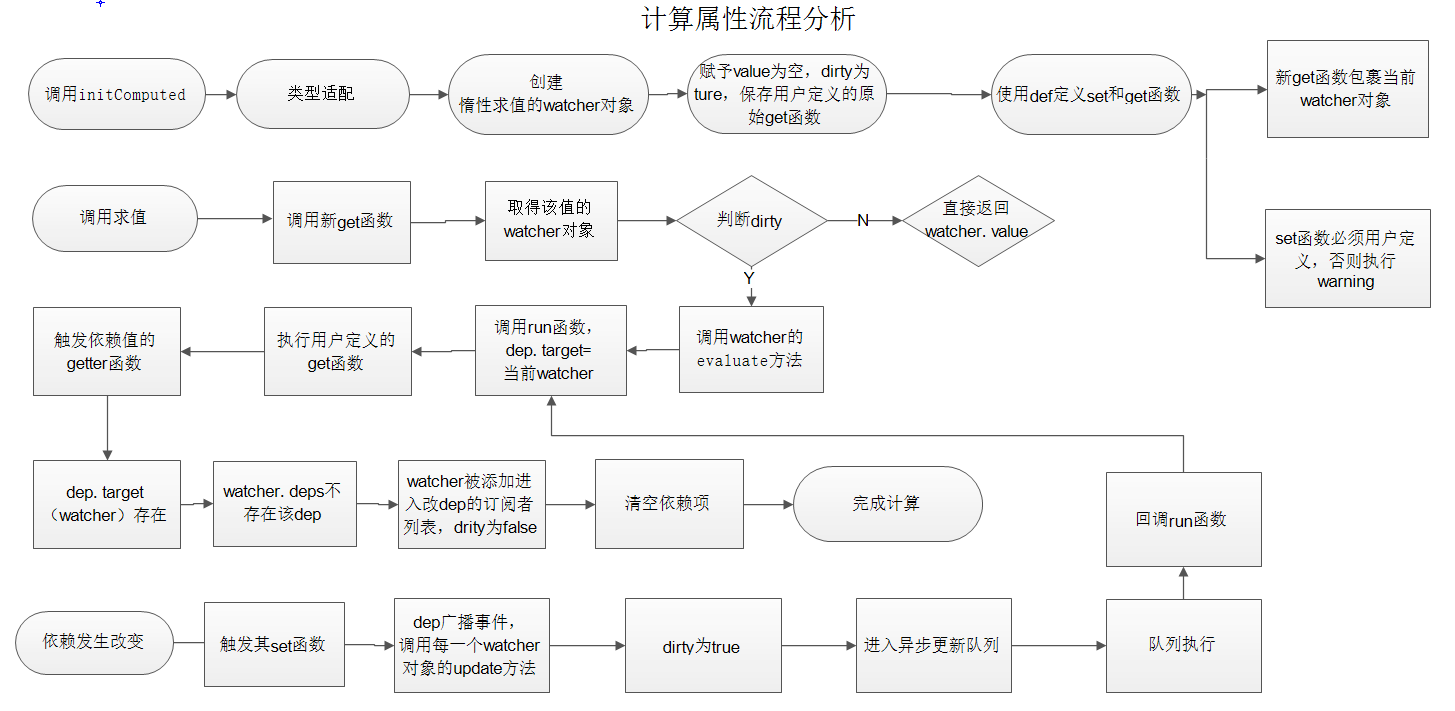 计算属性流程分析
调用initComputed
类型适配
创建
惰性求值的watcher对象
赋予value为空，dirty为
ture，保存用户定义的原
始get函数
使用def定义set和get函数
新get函数包裹当前
watcher对象
set函数必须用户定
义，否则执行
warning
调用求值
调用新get函数
取得该值的
watcher对象
判断dirty
N
直接返回
watcher. value
Y
触发依赖值的
getter函数
执行用户定义的
get函数
调用run函数，
dep. target=
当前watcher
调用watcher的
evaluate方法
dep. target
（watcher）存在
watcher. deps不
存在该dep
watcher被添加进
入改dep的订阅者
列表，drity为false
清空依赖项
完成计算
回调run函数
依赖发生改变
触发其set函数
dep广播事件，
调用每一个watcher
对象的update方法
dirty为true
进入异步更新队列
队列执行